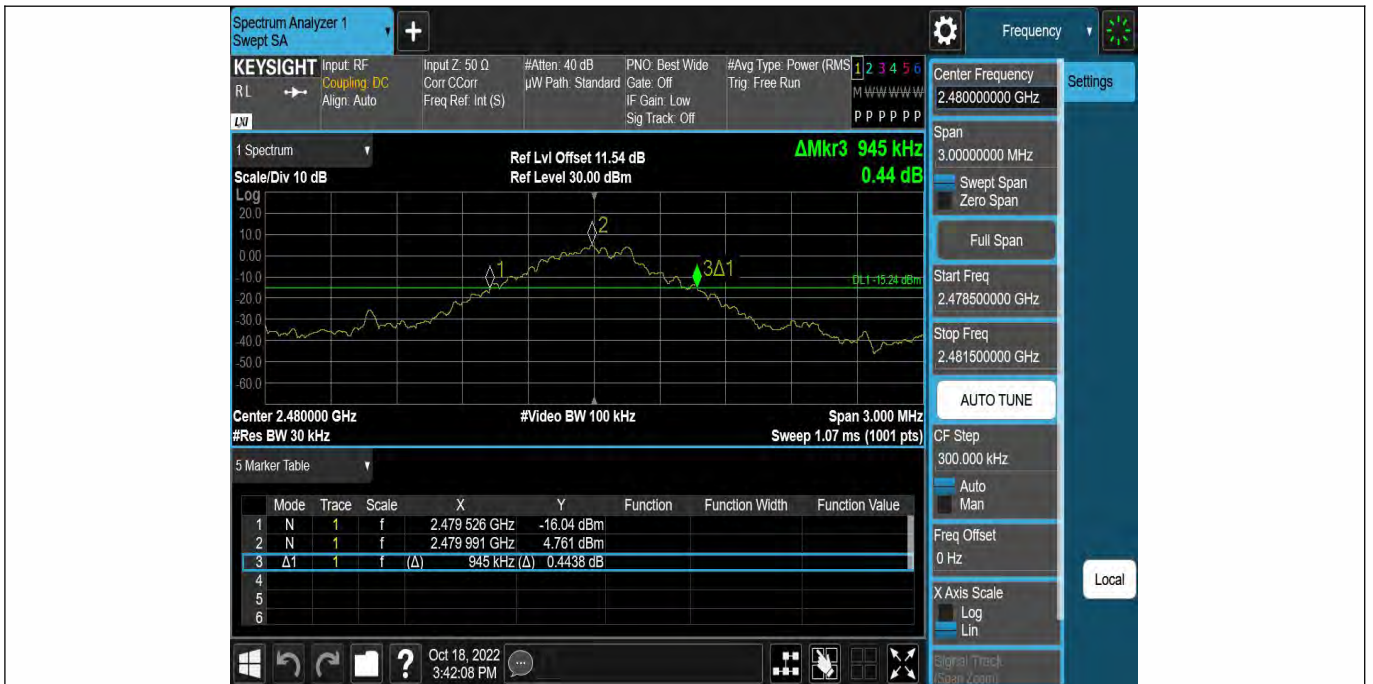 Spectrum Analyzer 1
Swept SA
+
Frequency
KEYSIGHT
RL
LXI
Input: RF
Coupling: DC
Align: Auto
Input Z: 50 Ω
Corr CCorr
Freq Ref: Int (S)
#Atten: 40 dB
µW Path: Standard
PNO: Best Wide
Gate: Off
IF Gain: Low
Sig Track: Off
#Avg Type: Power (RMS
Trig: Free Run
1 2 3 4 5 6
M W W W W W
P P P P P P
1 Spectrum
Scale/Div 10 dB
Ref Lvl Offset 11.54 dB
Ref Level 30.00 dBm
ΔMkr3 945 kHz
0.44 dB
Log
20.0
10.0
0.00
-10.0
-20.0
-30.0
-40.0
-50.0
-60.0
1
2
3Δ1
DL1 -15.24 dBm
Center 2.480000 GHz
#Video BW 100 kHz
Span 3.000 MHz
#Res BW 30 kHz
Sweep 1.07 ms (1001 pts)
5 Marker Table
Mode Trace Scale X Y Function Function Width Function Value
1 N 1 f 2.479 526 GHz -16.04 dBm
2 N 1 f 2.479 991 GHz 4.761 dBm
3 Δ1 1 f (Δ) 945 kHz (Δ) 0.4438 dB
4
5
6
?
Oct 18, 2022
3:42:08 PM
Center Frequency
2.480000000 GHz
Span
3.00000000 MHz
Swept Span
Zero Span
Full Span
Start Freq
2.478500000 GHz
Stop Freq
2.481500000 GHz
AUTO TUNE
CF Step
300.000 kHz
Auto
Man
Freq Offset
0 Hz
X Axis Scale
Log
Lin
Signal Track
(Span Zoom)
Settings
Local